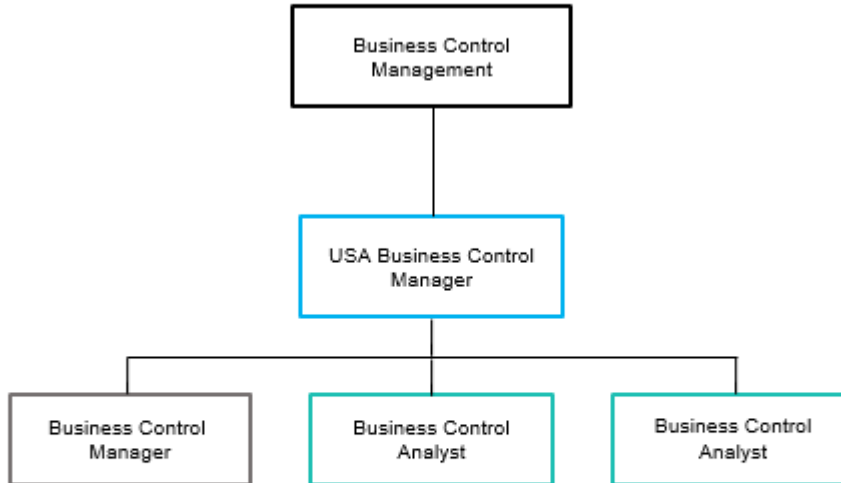 Business Control
Management
USA Business Control
Manager
Business Control
Manager
Business Control
Analyst
Business Control
Analyst